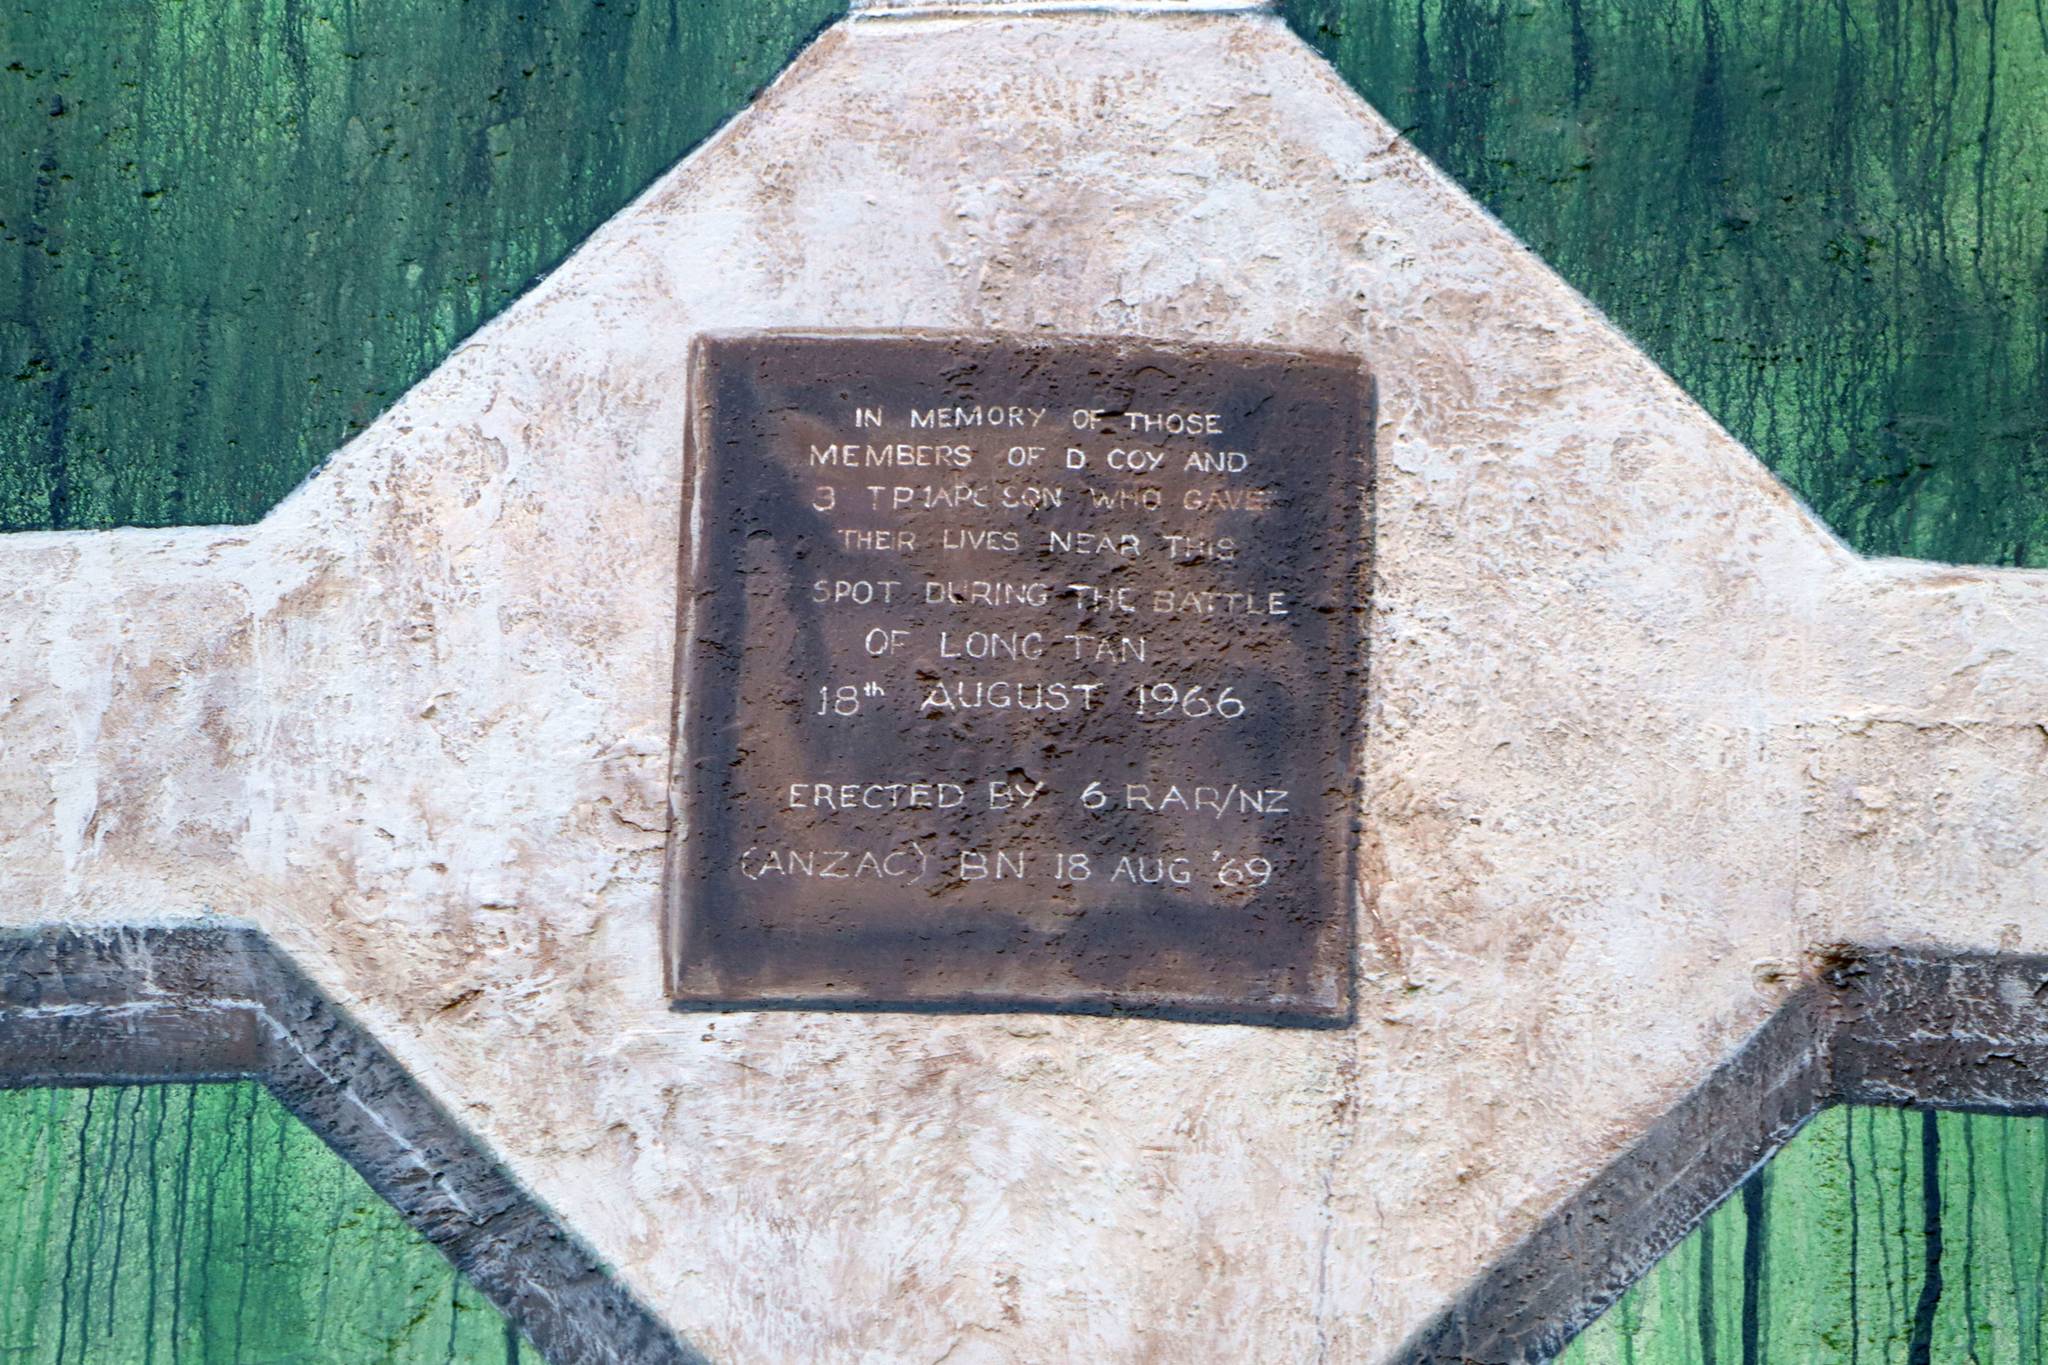 IN MEMORY OF THOSE
MEMBERS OF D COY AND
3 TP 1APC SQN WHO GAVE
THEIR LIVES NEAR THIS
SPOT DURING THE BATTLE
OF LONG TAN
18th AUGUST 1966
ERECTED BY 6 RAR/NZ
(ANZAC) BN 18 AUG '69